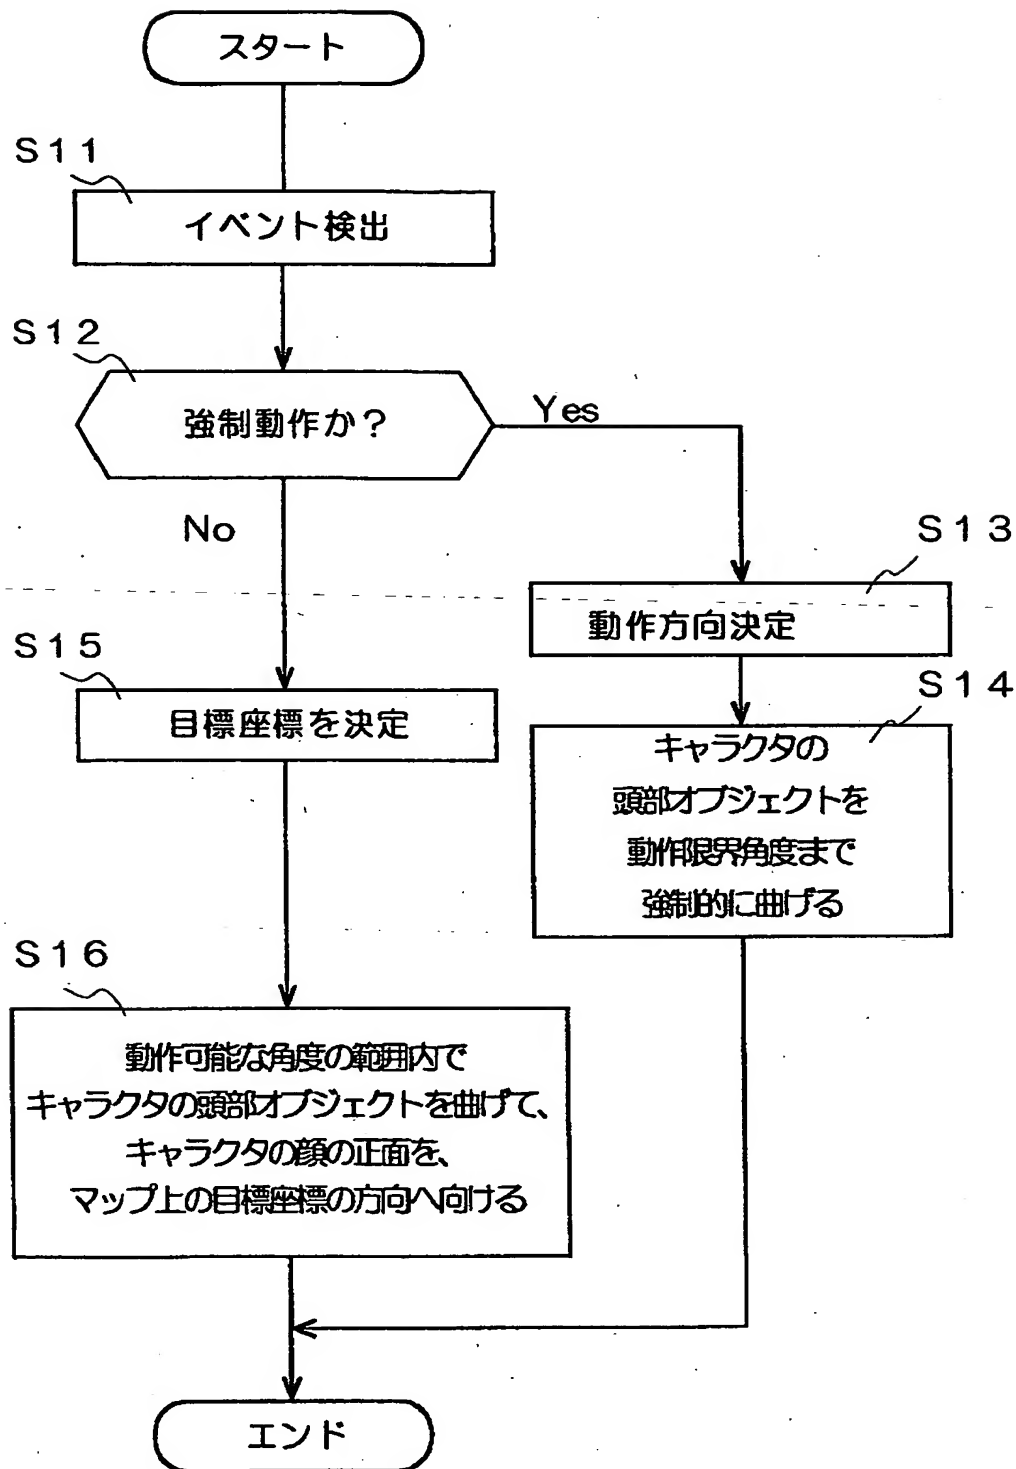 スタート
S11
イベント検出
S12
強制動作か?
Yes
No
S13
動作方向決定
S14
キャラクタの
頭部オブジェクトを
動作限界角度まで
強制的に曲げる
S15
目標座標を決定
S16
動作可能な角度の範囲内で
キャラクタの頭部オブジェクトを曲げて、
キャラクタの顔の正面を、
マップ上の目標座標の方向へ向ける
エンド